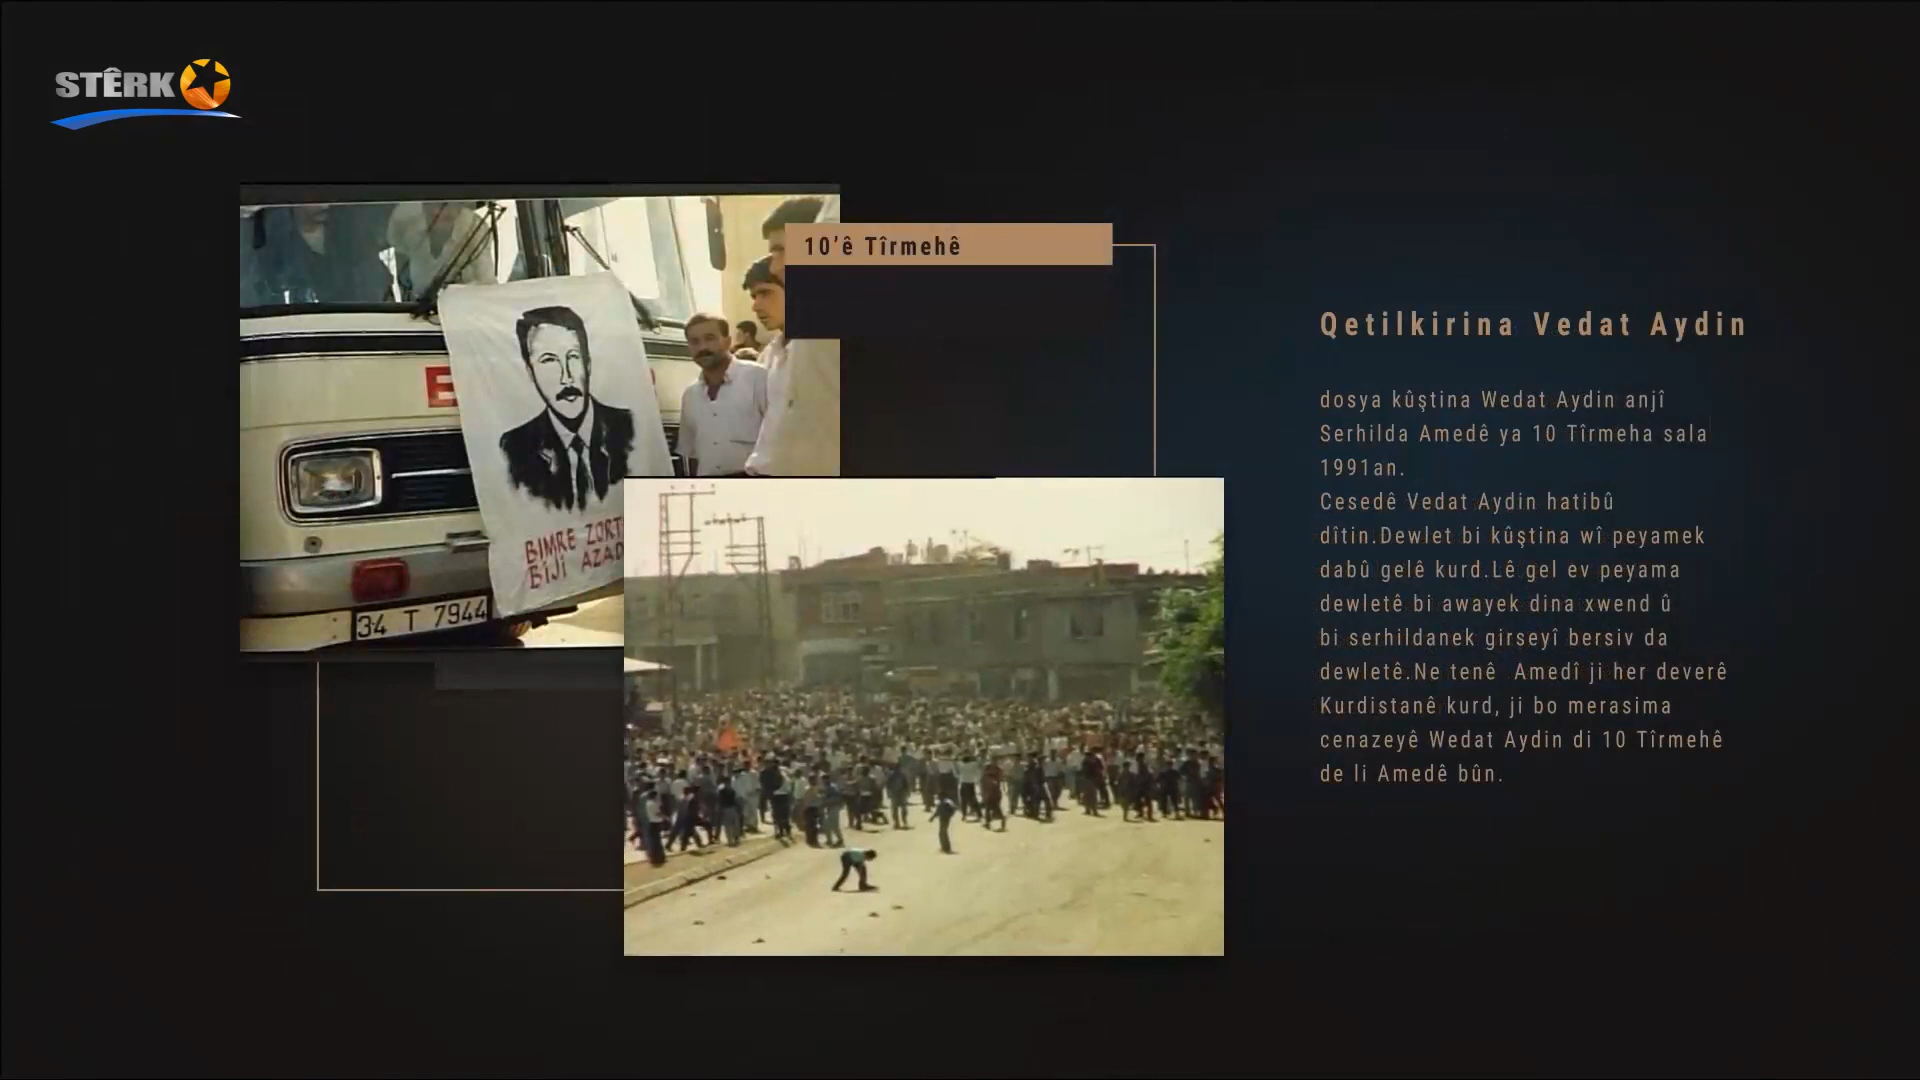 STÊRK
10’ê Tîrmehê
BIMRE ZORT
BÎJÎ AZAD
34 T 7944
Qetilkirina Vedat Aydin
dosya kûştina Wedat Aydin anjî
Serhilda Amedê ya 10 Tîrmeha sala
1991an.
Cesedê Vedat Aydin hatibû
dîtin.Dewlet bi kûştina wî peyamek
dabû gelê kurd.Lê gel ev peyama
dewletê bi awayek dina xwend û
bi serhildanek girseyî bersiv da
dewletê.Ne tenê  Amedî ji her deverê
Kurdistanê kurd, ji bo merasima
cenazeyê Wedat Aydin di 10 Tîrmehê
de li Amedê bûn.